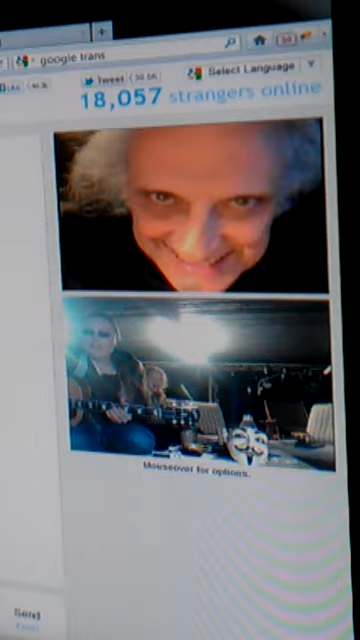 google trans
Tweet
Select Language
18,057 strangers online
Mouseover for options.
Send